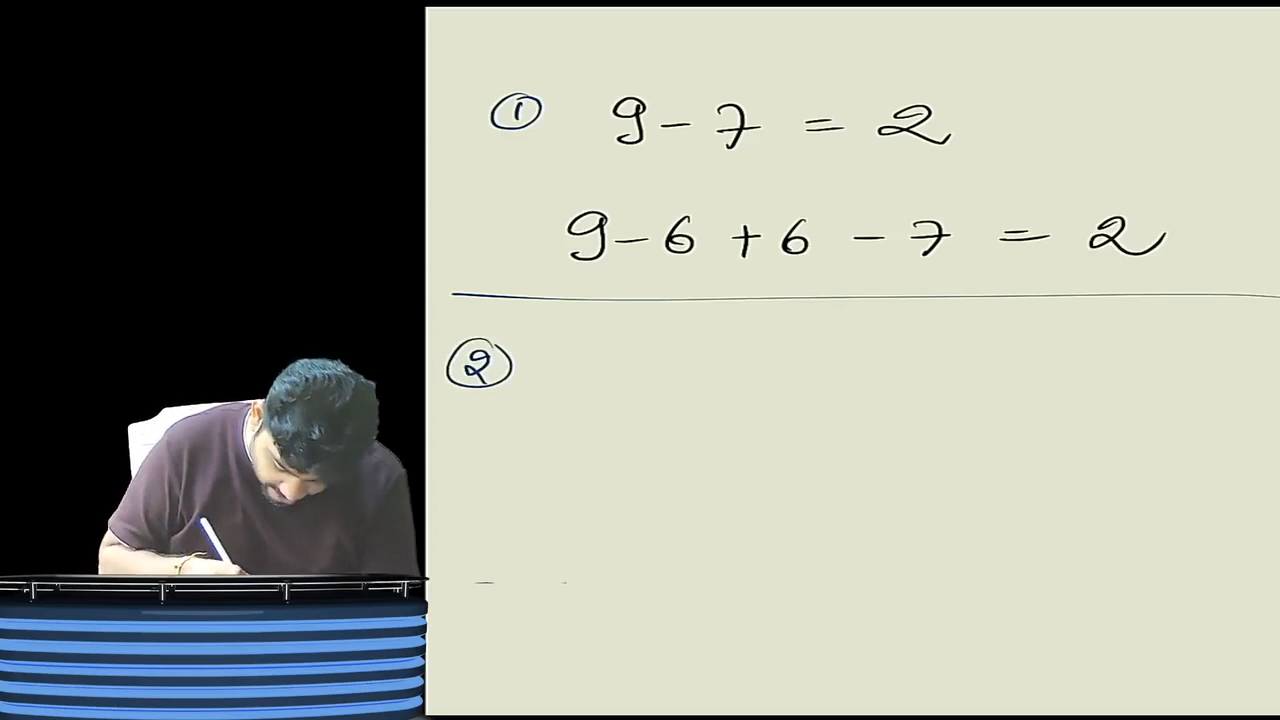 ① 9 - 7 = 2
9 - 6 + 6 - 7 = 2
②